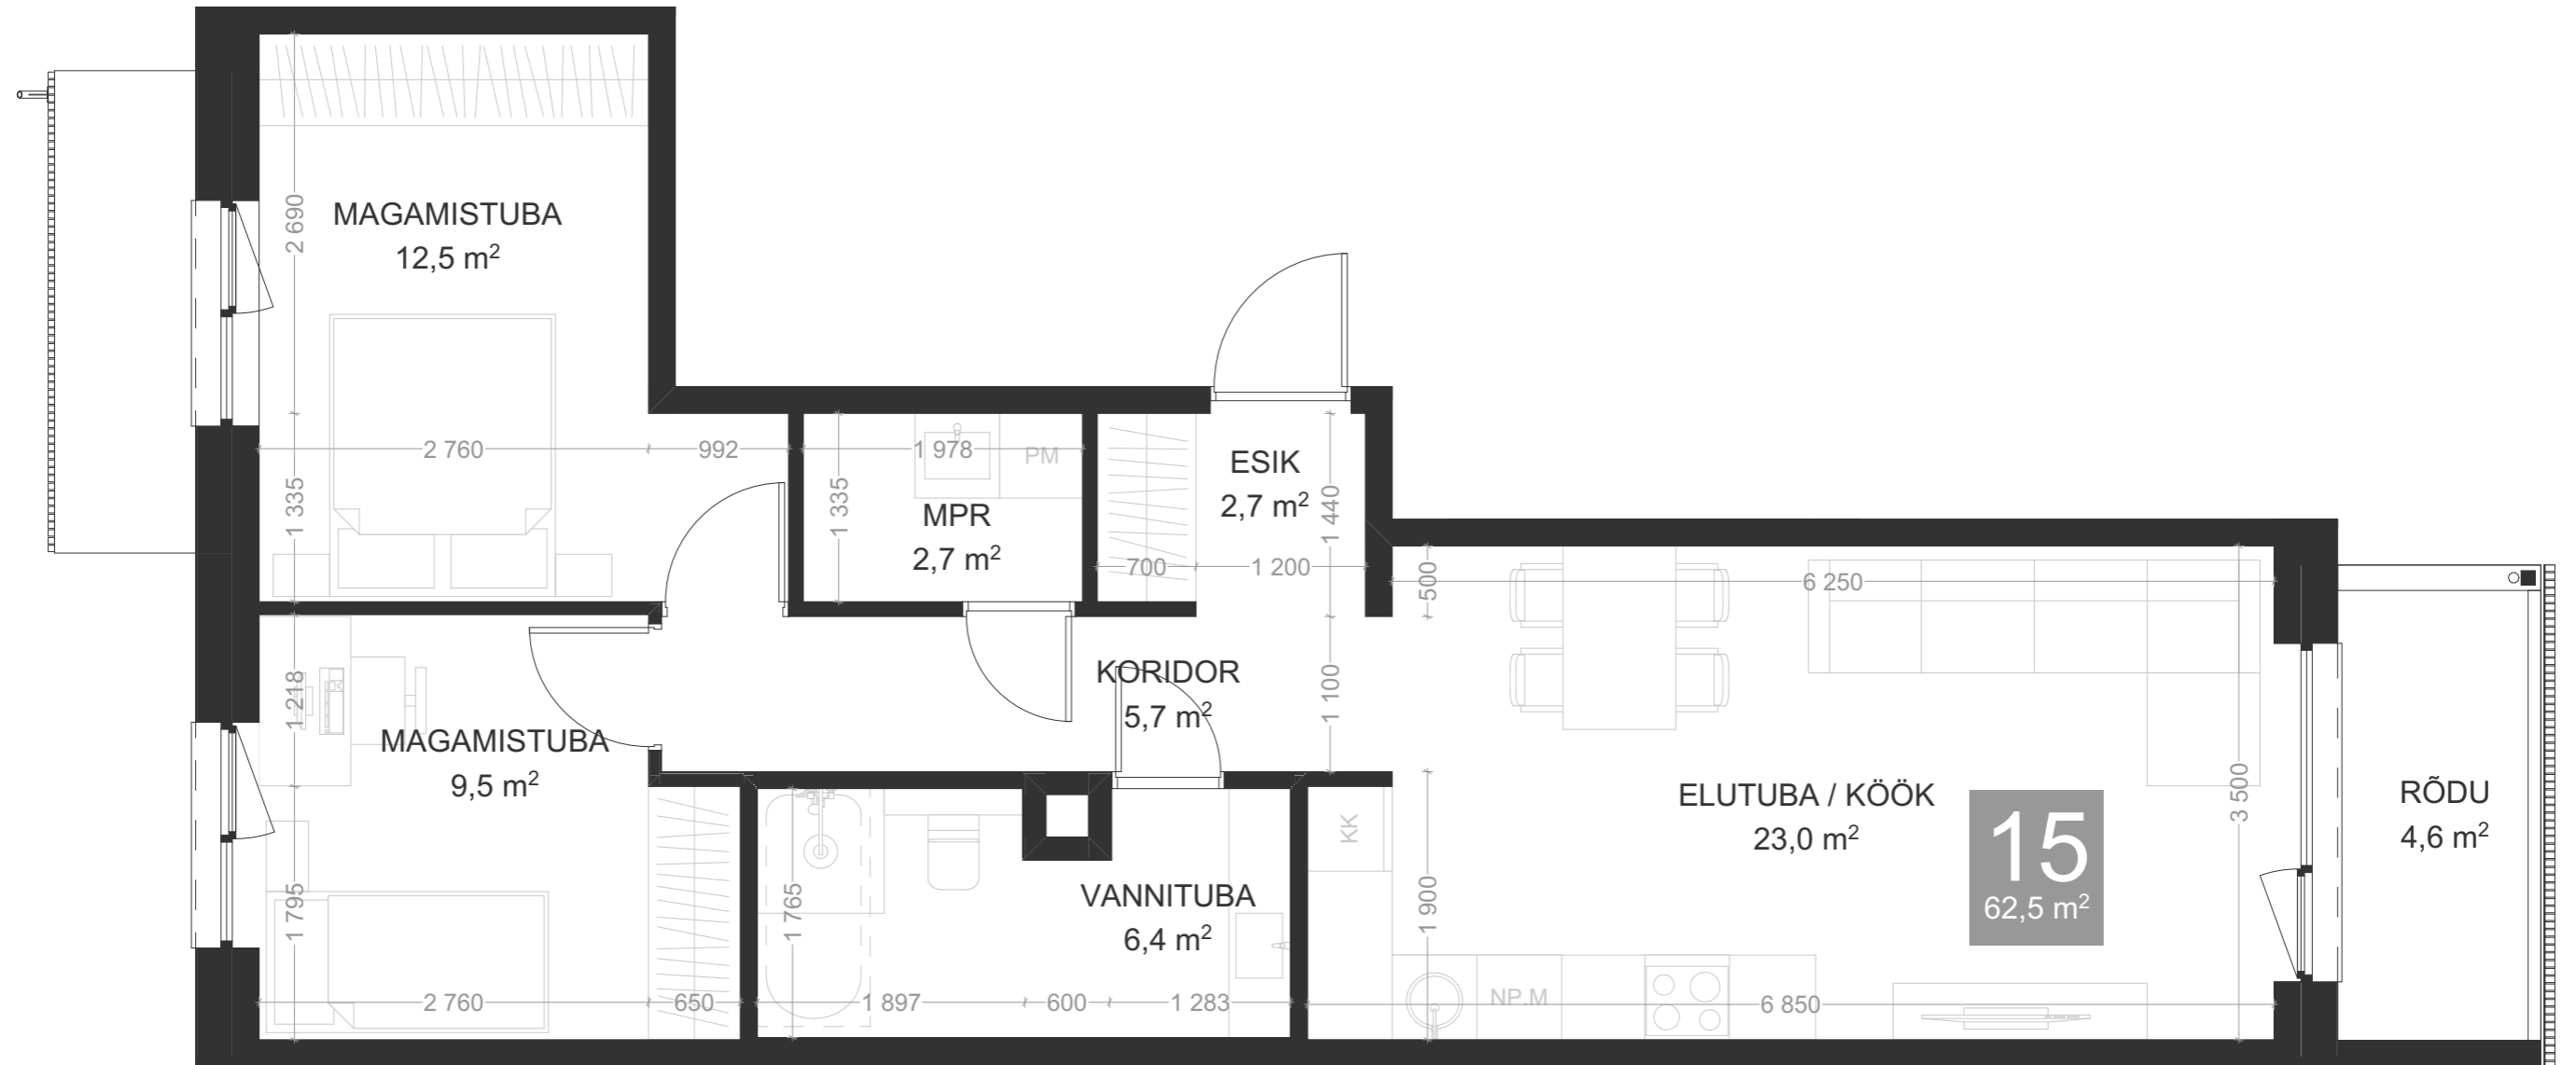 MAGAMISTUBA
12,5 m²
2 690
1 335
2 760
992
1 978
PM
1 335
MPR
2,7 m²
ESIK
2,7 m²
1 440
700
1 200
500
6 250
KORIDOR
5,7 m²
1 100
1 218
MAGAMISTUBA
9,5 m²
1 795
2 760
650
1 765
VANNITUBA
6,4 m²
1 897
600
1 283
KK
1 900
NP.M
6 850
ELUTUBA / KÖÖK
23,0 m²
15
62,5 m²
3 500
RÕDU
4,6 m²